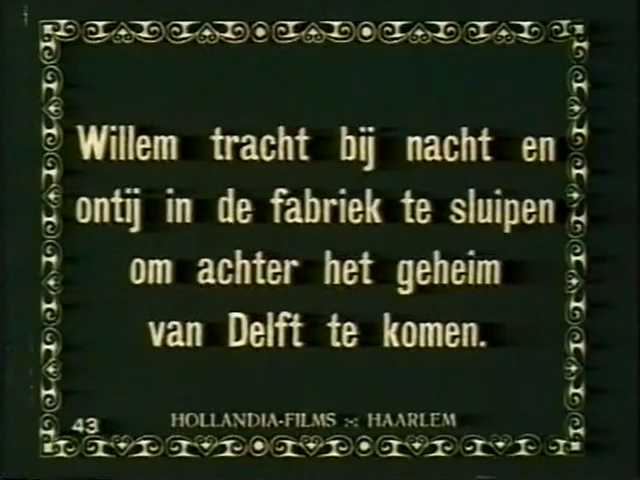 Willem tracht bij nacht en
ontij in de fabriek te sluipen
om achter het geheim
van Delft te komen.
43
HOLLANDIA-FILMS :-: HAARLEM